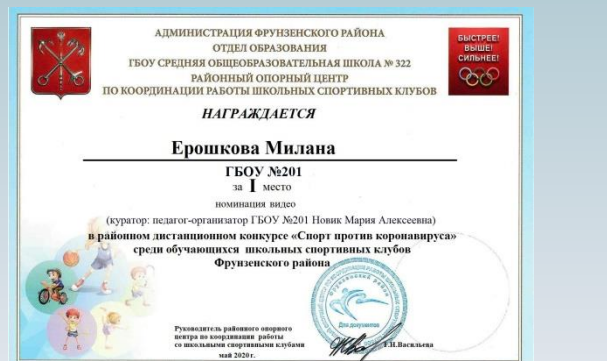 АДМИНИСТРАЦИЯ ФРУНЗЕНСКОГО РАЙОНА
ОТДЕЛ ОБРАЗОВАНИЯ
ГБОУ СРЕДНЯЯ ОБЩЕОБРАЗОВАТЕЛЬНАЯ ШКОЛА № 322
РАЙОННЫЙ ОПОРНЫЙ ЦЕНТР
ПО КООРДИНАЦИИ РАБОТЫ ШКОЛЬНЫХ СПОРТИВНЫХ КЛУБОВ
БЫСТРЕЕ!
ВЫШЕ!
СИЛЬНЕЕ!
НАГРАЖДАЕТСЯ
Ерошкова Милана
ГБОУ №201
за I место
номинация видео
(куратор: педагог-организатор ГБОУ №201 Новик Мария Алексеевна)
в районном дистанционном конкурсе «Спорт против коронавируса»
среди обучающихся школьных спортивных клубов
Фрунзенского района
Для документов
Руководитель районного опорного
центра по координации работы
со школьными спортивными клубами
Т.Н.Васильева
май 2020 г.